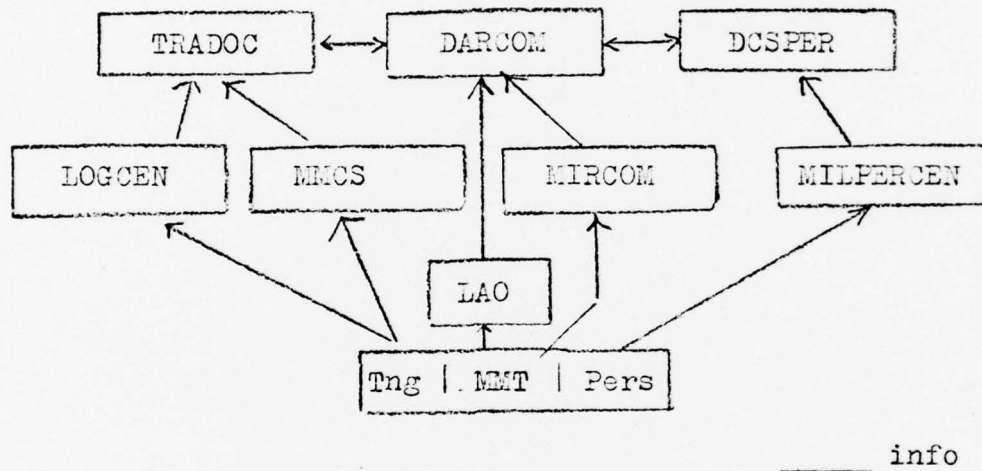 TRADOC DARCOM DCSPER
LOGCEN MMCS MIRCOM MILPERCEN
LAO
Tng | MMT | Pers
info